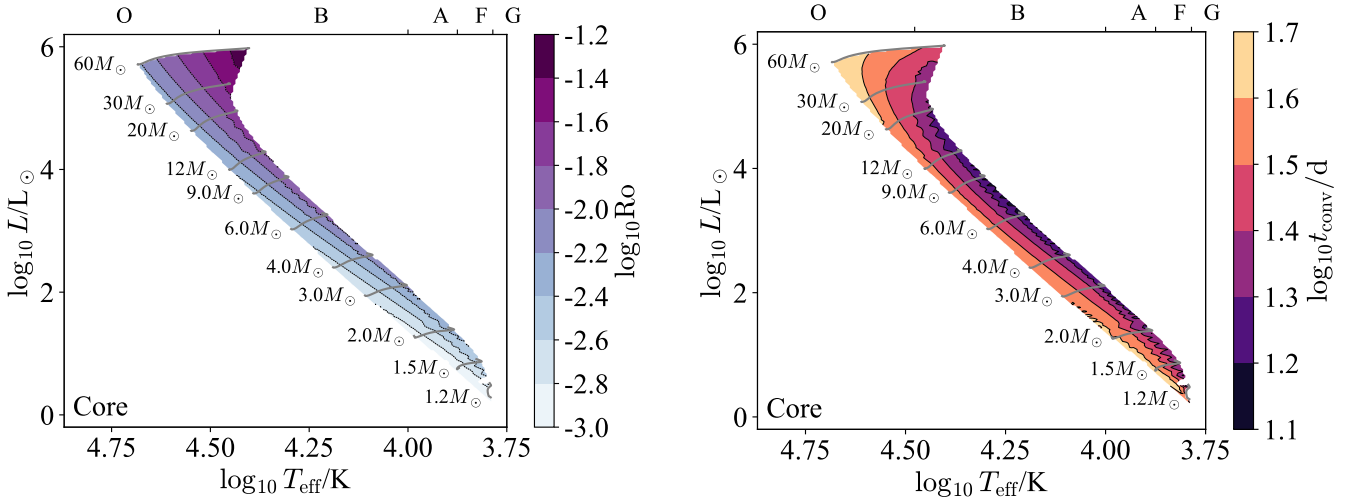 O B A F G
6
4
2
0
log₁₀ L/L⊙
60M⊙
30M⊙
20M⊙
12M⊙
9.0M⊙
6.0M⊙
4.0M⊙
3.0M⊙
2.0M⊙
1.5M⊙
1.2M⊙
Core
4.75 4.50 4.25 4.00 3.75
log₁₀ Teff/K
-1.2
-1.4
-1.6
-1.8
-2.0
-2.2
-2.4
-2.6
-2.8
-3.0
log₁₀Ro
O B A F G
6
4
2
0
log₁₀ L/L⊙
60M⊙
30M⊙
20M⊙
12M⊙
9.0M⊙
6.0M⊙
4.0M⊙
3.0M⊙
2.0M⊙
1.5M⊙
1.2M⊙
Core
4.75 4.50 4.25 4.00 3.75
log₁₀ Teff/K
1.7
1.6
1.5
1.4
1.3
1.2
1.1
log₁₀tconv/d